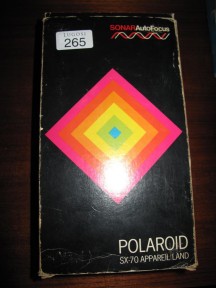 SONAR AutoFocus
265
POLAROID
SX-70 APPAREIL LAND